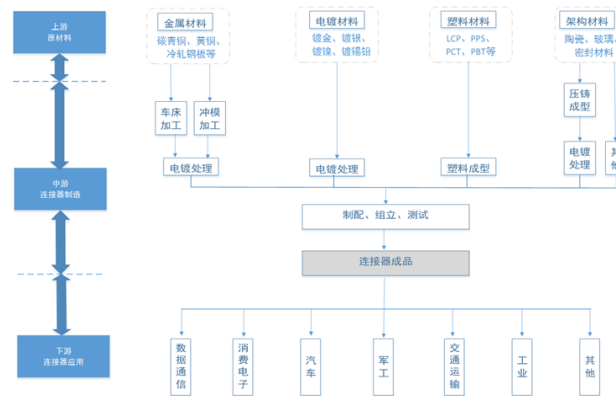 上游
原材料
金属材料
碳青铜、黄铜、
冷轧钢板等
电镀材料
镀金、镀银、
镀镍、镀锡铅
塑料材料
LCP、PPS、
PCT、PBT等
架构材料
陶瓷、玻璃、
密封材料
车床
加工
冲模
加工
压铸
成型
电镀处理
电镀处理
塑料成型
电镀
处理
其
他
中游
连接器制造
制配、组立、测试
连接器成品
下游
连接器应用
数据通信
消费电子
汽车
军工
交通运输
工业
其他